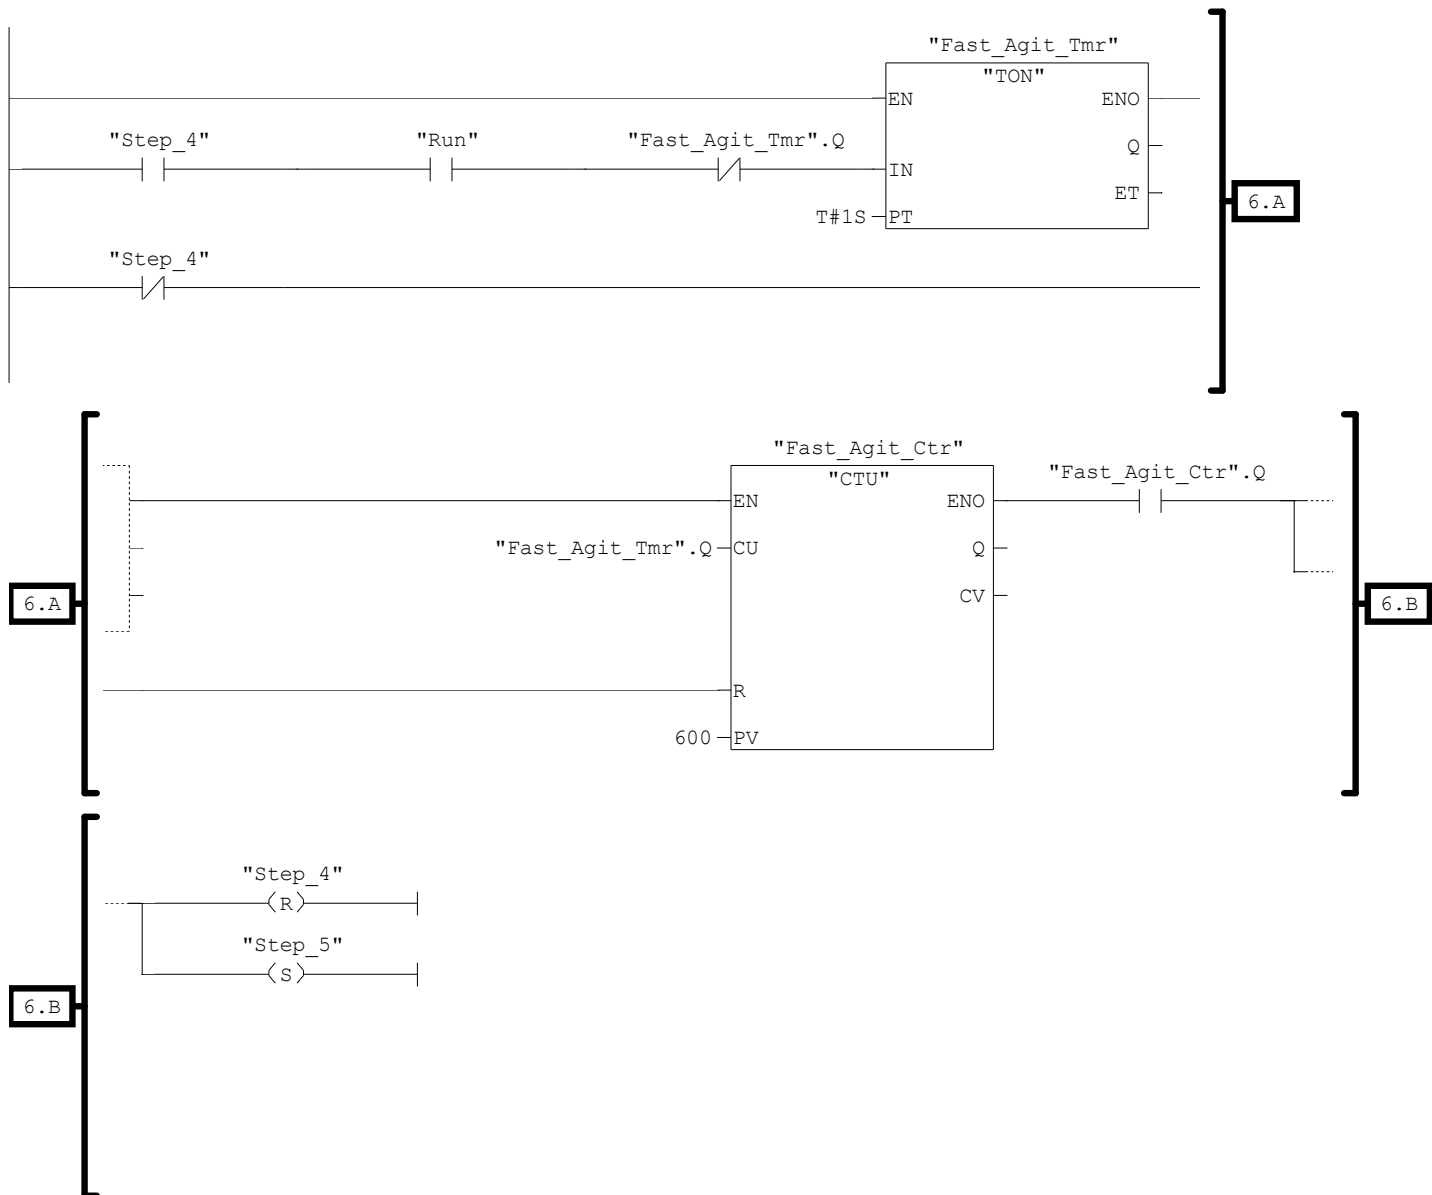 "Fast_Agit_Tmr"
"TON"
EN ENO
"Step_4" "Run" "Fast_Agit_Tmr".Q
Q
IN
ET
T#1S PT
6.A
"Step_4"
"Fast_Agit_Ctr"
"CTU"
"Fast_Agit_Ctr".Q
EN ENO
"Fast_Agit_Tmr".Q CU Q
CV
6.A
6.B
R
600 PV
"Step_4"
(R)
"Step_5"
(S)
6.B